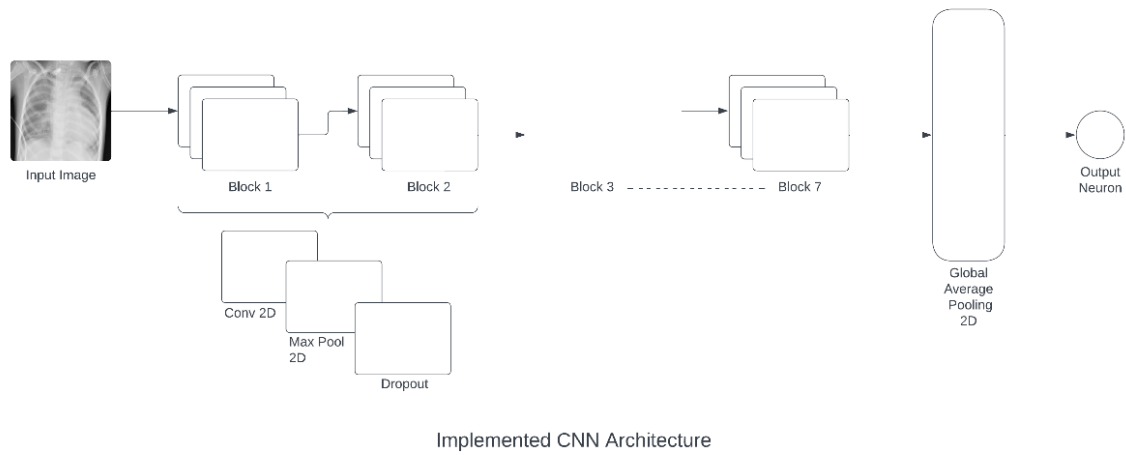 Input Image
Block 1
Block 2
Block 3
Block 7
Output
Neuron
Conv 2D
Max Pool
2D
Dropout
Global
Average
Pooling
2D
Implemented CNN Architecture